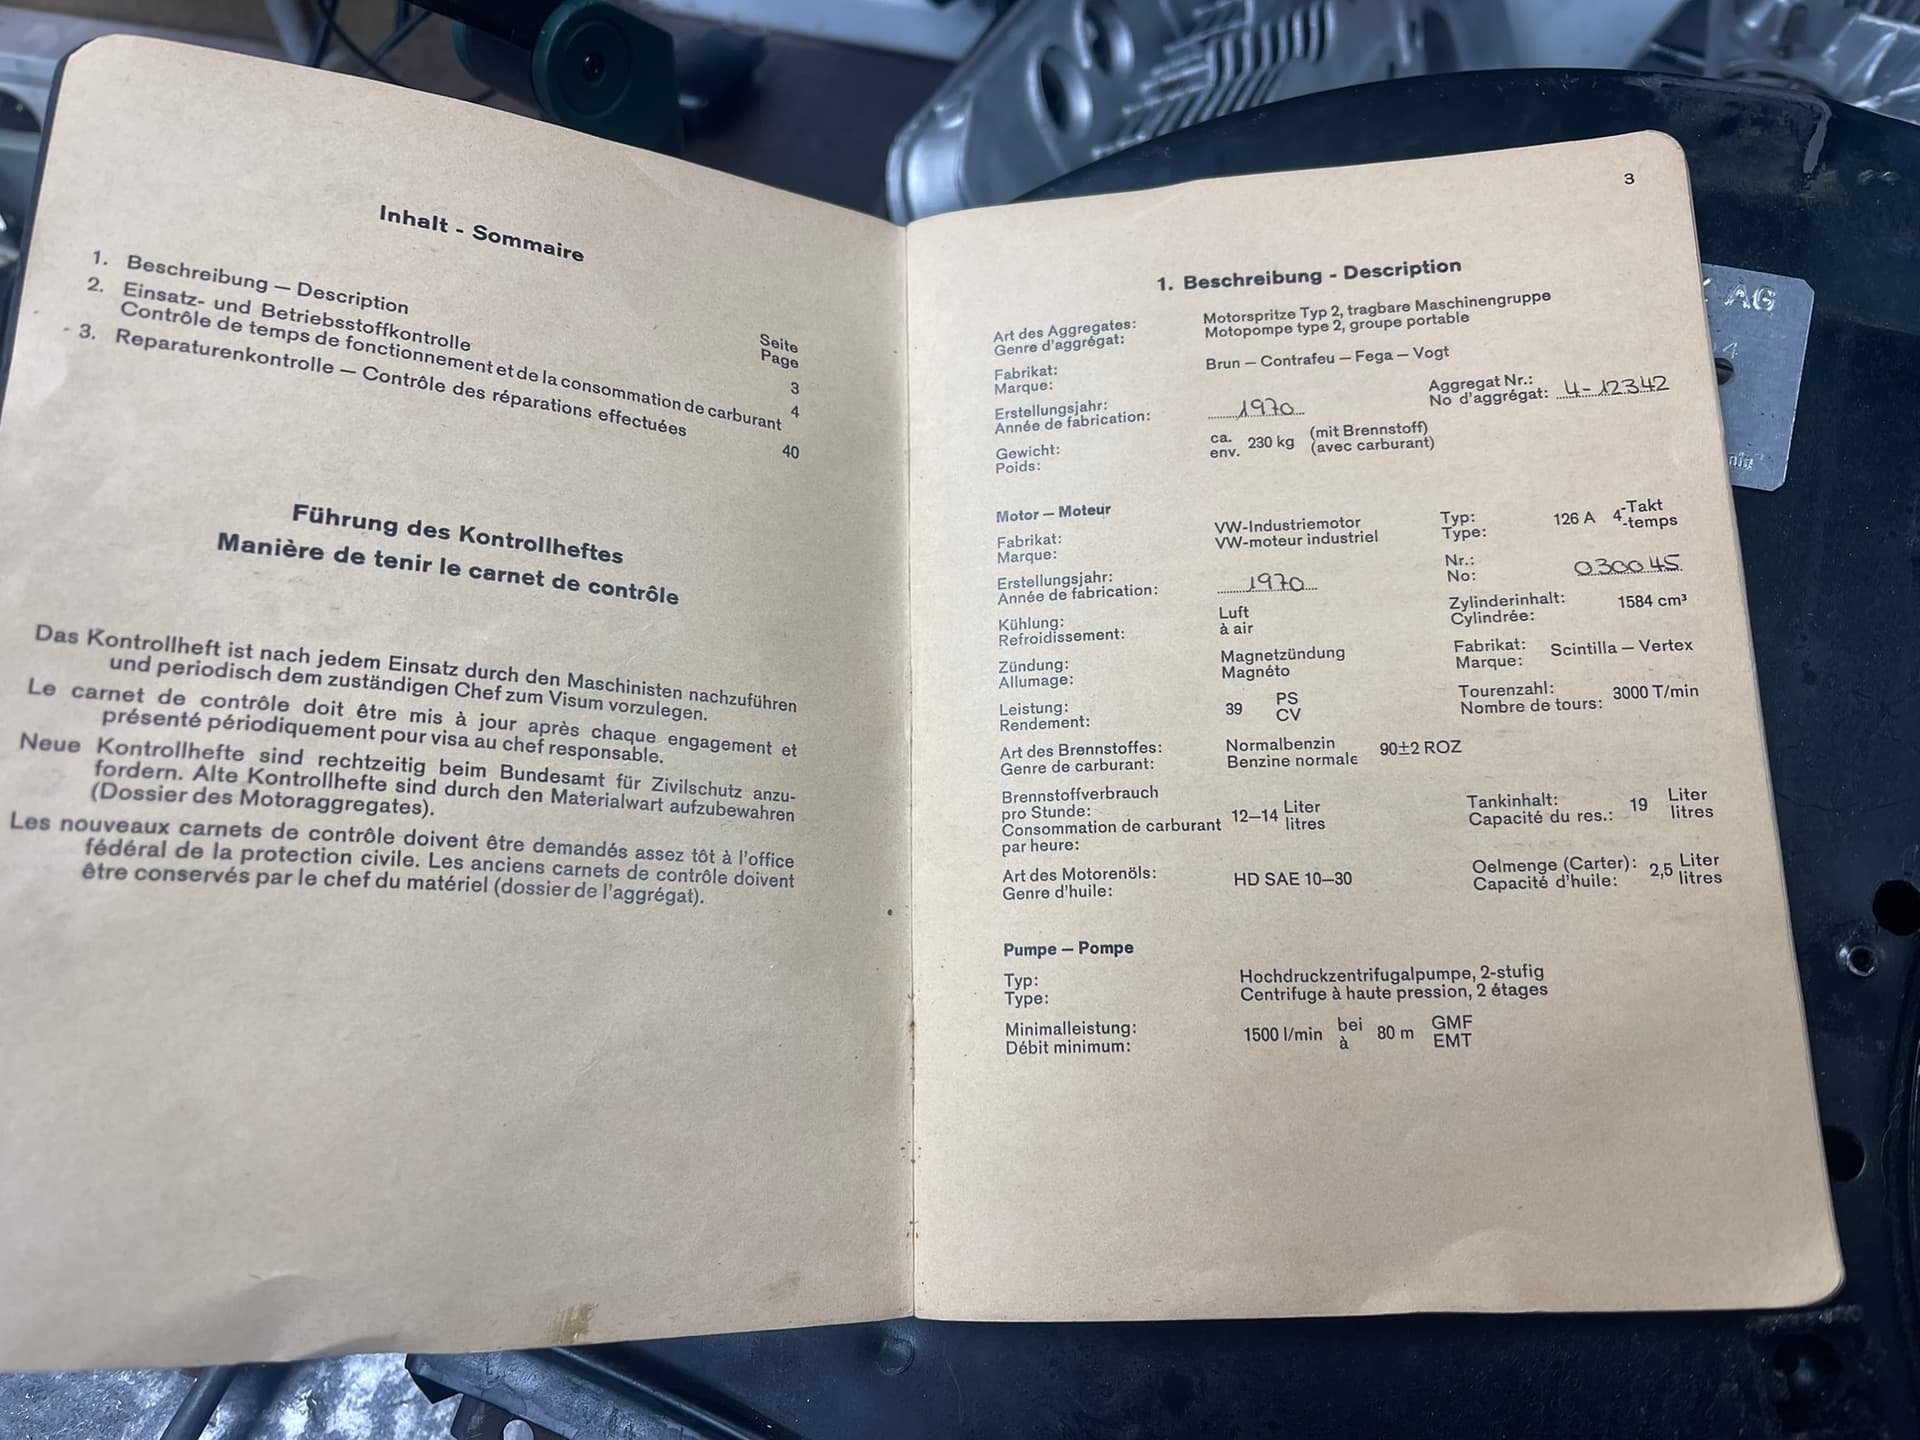 Inhalt - Sommaire
Seite
Page
1. Beschreibung — Description 3
2. Einsatz- und Betriebsstoffkontrolle
Contrôle de temps de fonctionnement et de la consommation de carburant 4
3. Reparaturenkontrolle — Contrôle des réparations effectuées 40
Führung des Kontrollheftes
Manière de tenir le carnet de contrôle
Das Kontrollheft ist nach jedem Einsatz durch den Maschinisten nachzuführen
und periodisch dem zuständigen Chef zum Visum vorzulegen.
Le carnet de contrôle doit être mis à jour après chaque engagement et
présenté périodiquement pour visa au chef responsable.
Neue Kontrollhefte sind rechtzeitig beim Bundesamt für Zivilschutz anzu-
fordern. Alte Kontrollhefte sind durch den Materialwart aufzubewahren
(Dossier des Motoraggregates).
Les nouveaux carnets de contrôle doivent être demandés assez tôt à l'office
fédéral de la protection civile. Les anciens carnets de contrôle doivent
être conservés par le chef du matériel (dossier de l'aggrégat).
3
1. Beschreibung - Description
Art des Aggregates: Motorspritze Typ 2, tragbare Maschinengruppe
Genre d'aggrégat: Motopompe type 2, groupe portable
Fabrikat: Brun — Contrafeu — Fega — Vogt
Marque:
Erstellungsjahr: 1970 Aggregat Nr.: 4-12342
Année de fabrication: No d'aggrégat:
Gewicht: ca. 230 kg (mit Brennstoff)
Poids: env. (avec carburant)
Motor — Moteur
Fabrikat: VW-Industriemotor Typ: 126 A 4-Takt
Marque: VW-moteur industriel Type: -temps
Erstellungsjahr: 1970 Nr.: 030045
Année de fabrication: No:
Kühlung: Luft Zylinderinhalt: 1584 cm³
Refroidissement: à air Cylindrée:
Zündung: Magnetzündung Fabrikat: Scintilla — Vertex
Allumage: Magnéto Marque:
Leistung: 39 PS Tourenzahl: 3000 T/min
Rendement: CV Nombre de tours:
Art des Brennstoffes: Normalbenzin 90±2 ROZ
Genre de carburant: Benzine normale
Brennstoffverbrauch
pro Stunde: 12—14 Liter Tankinhalt: 19 Liter
Consommation de carburant litres Capacité du res.: litres
par heure:
Art des Motorenöls: HD SAE 10—30 Oelmenge (Carter): 2,5 Liter
Genre d'huile: Capacité d'huile: litres
Pumpe — Pompe
Typ: Hochdruckzentrifugalpumpe, 2-stufig
Type: Centrifuge à haute pression, 2 étages
Minimalleistung: 1500 l/min bei 80 m GMF
Débit minimum: à EMT
AG
4